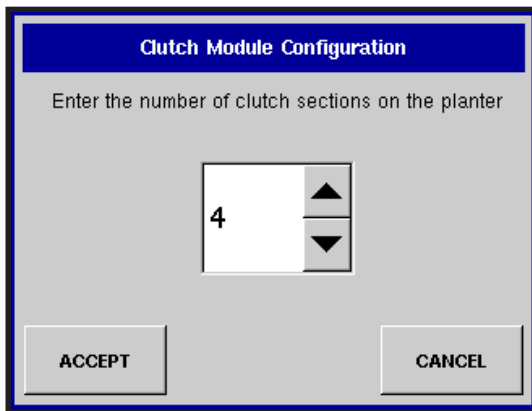 Clutch Module Configuration
Enter the number of clutch sections on the planter
4
ACCEPT
CANCEL